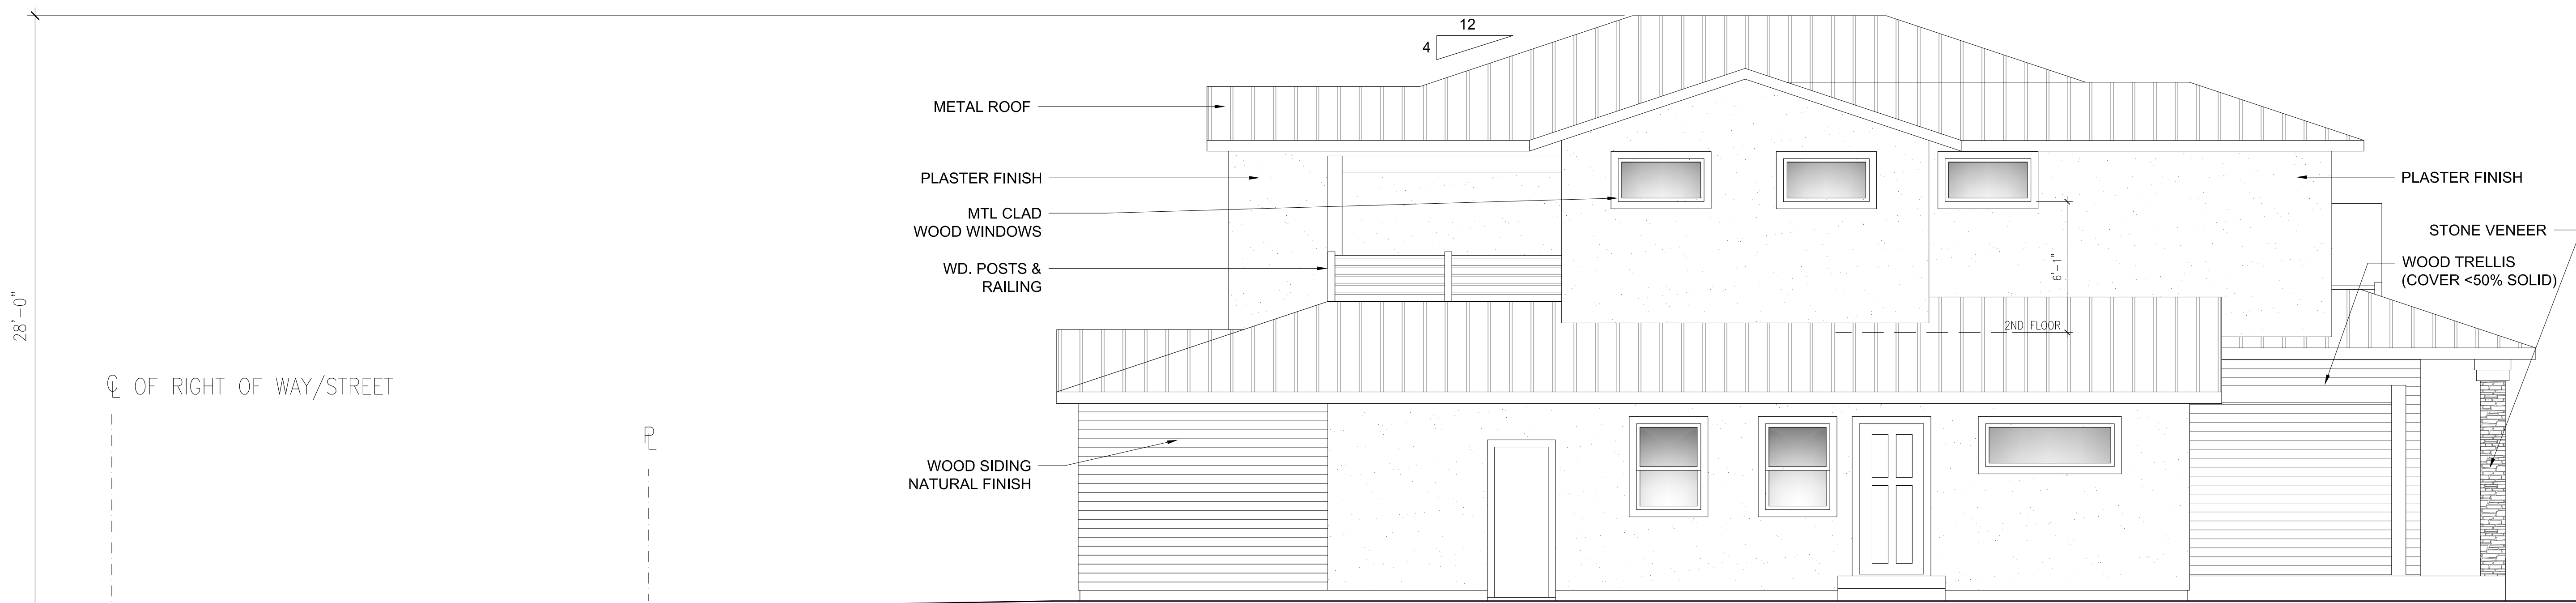 12
4
METAL ROOF
PLASTER FINISH
MTL CLAD
WOOD WINDOWS
WD. POSTS &
RAILING
28'-0"
℄ OF RIGHT OF WAY/STREET
PL
WOOD SIDING
NATURAL FINISH
6'-1"
2ND FLOOR
PLASTER FINISH
STONE VENEER
WOOD TRELLIS
(COVER <50% SOLID)